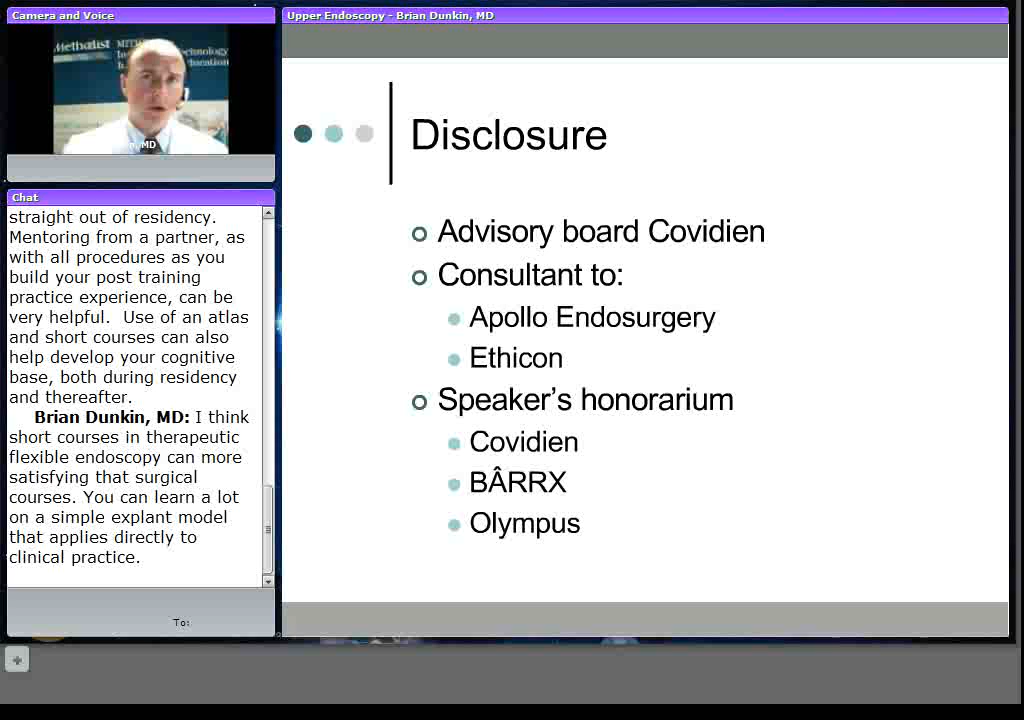 Camera and Voice
Methodist
Technology
Education
, MD
Chat
straight out of residency.
Mentoring from a partner, as
with all procedures as you
build your post training
practice experience, can be
very helpful. Use of an atlas
and short courses can also
help develop your cognitive
base, both during residency
and thereafter.
Brian Dunkin, MD: I think
short courses in therapeutic
flexible endoscopy can more
satisfying that surgical
courses. You can learn a lot
on a simple explant model
that applies directly to
clinical practice.
To:
Upper Endoscopy - Brian Dunkin, MD
Disclosure
Advisory board Covidien
Consultant to:
Apollo Endosurgery
Ethicon
Speaker’s honorarium
Covidien
BÂRRX
Olympus